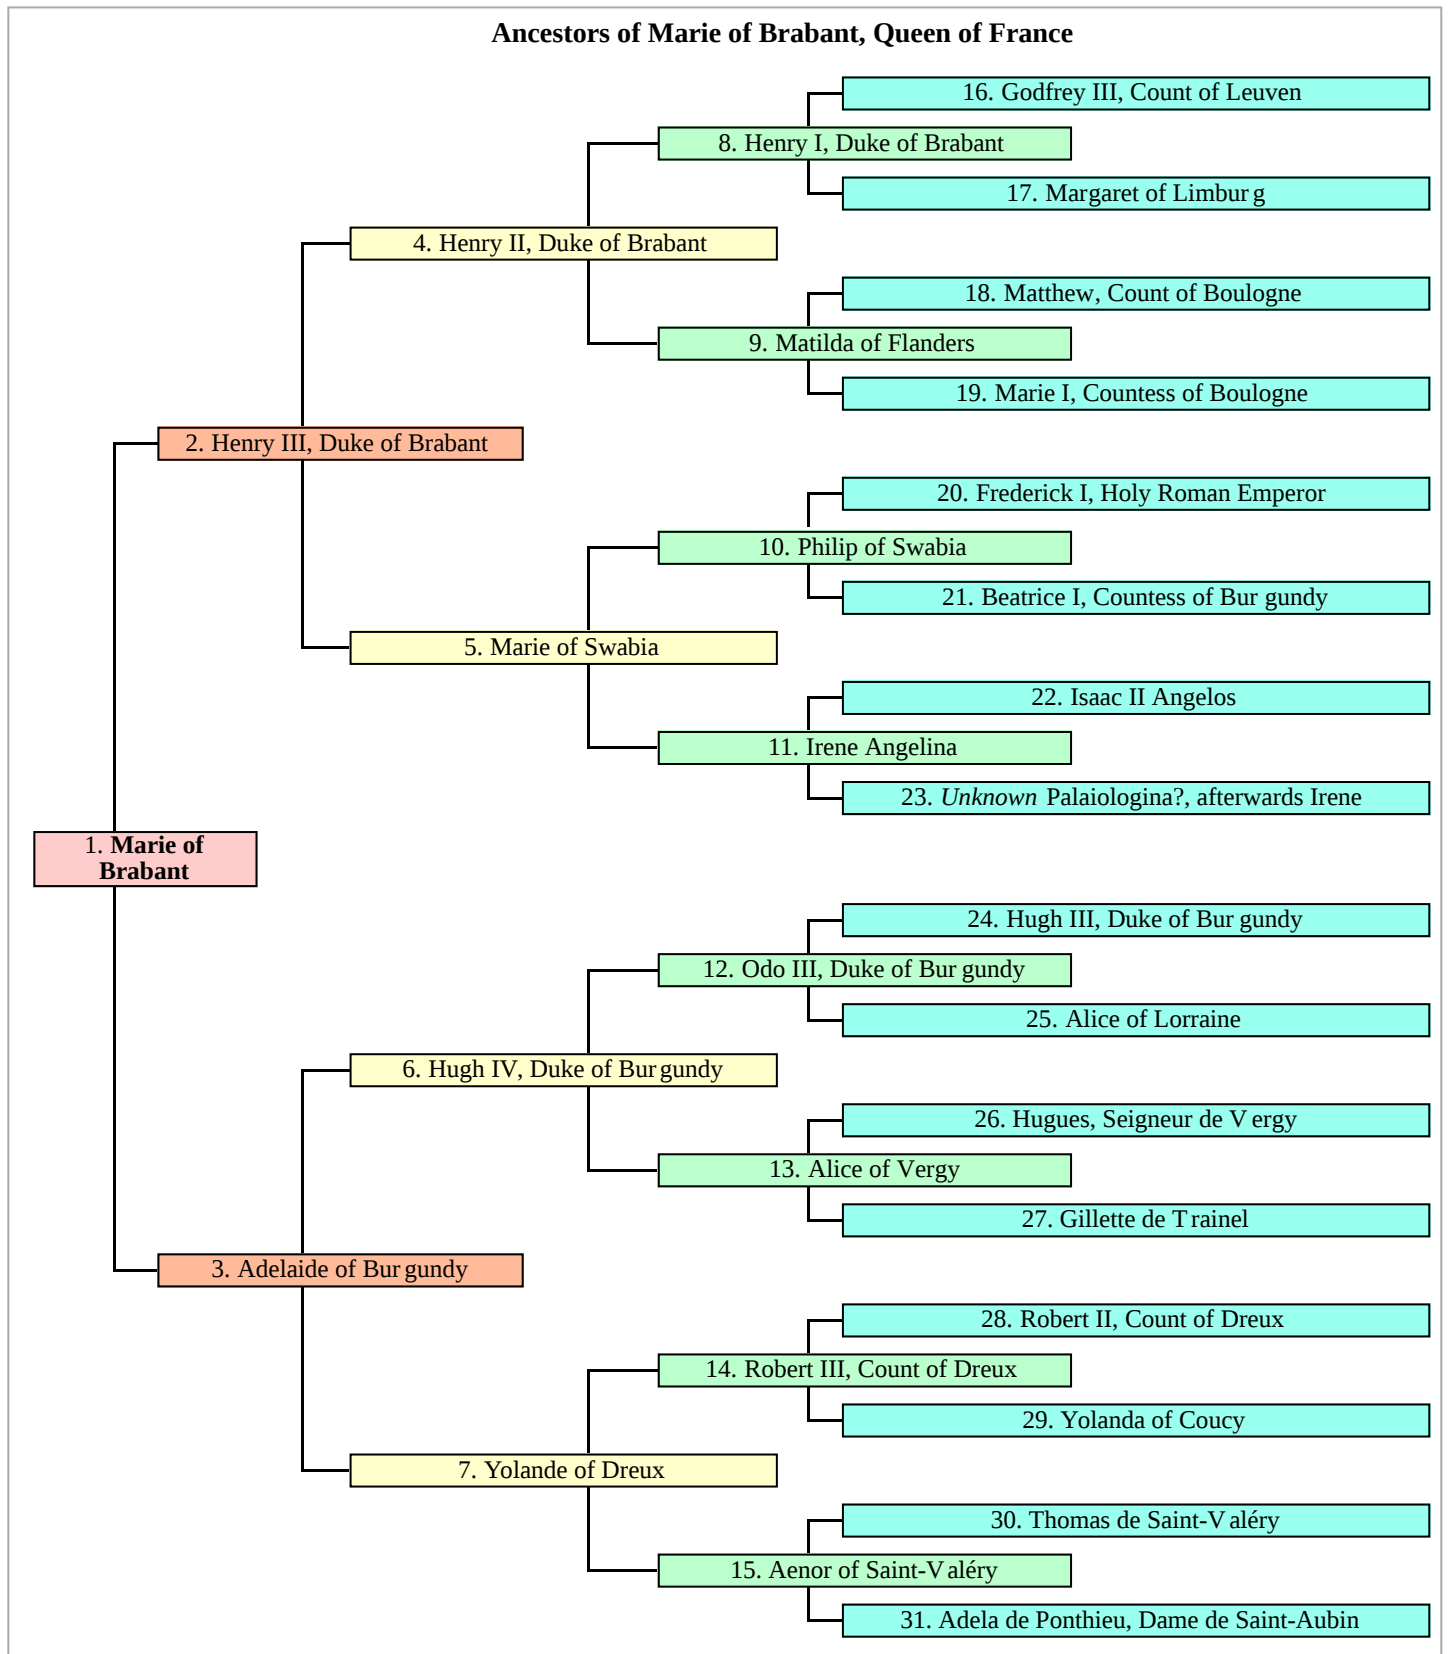 Ancestors of Marie of Brabant, Queen of France
16. Godfrey III, Count of Leuven
8. Henry I, Duke of Brabant
17. Margaret of Limburg
4. Henry II, Duke of Brabant
18. Matthew, Count of Boulogne
9. Matilda of Flanders
19. Marie I, Countess of Boulogne
2. Henry III, Duke of Brabant
20. Frederick I, Holy Roman Emperor
10. Philip of Swabia
21. Beatrice I, Countess of Burgundy
5. Marie of Swabia
22. Isaac II Angelos
11. Irene Angelina
23. Unknown Palaiologina?, afterwards Irene
1. Marie of
Brabant
24. Hugh III, Duke of Burgundy
12. Odo III, Duke of Burgundy
25. Alice of Lorraine
6. Hugh IV, Duke of Burgundy
26. Hugues, Seigneur de Vergy
13. Alice of Vergy
27. Gillette de Trainel
3. Adelaide of Burgundy
28. Robert II, Count of Dreux
14. Robert III, Count of Dreux
29. Yolanda of Coucy
7. Yolande of Dreux
30. Thomas de Saint-Valéry
15. Aenor of Saint-Valéry
31. Adela de Ponthieu, Dame de Saint-Aubin